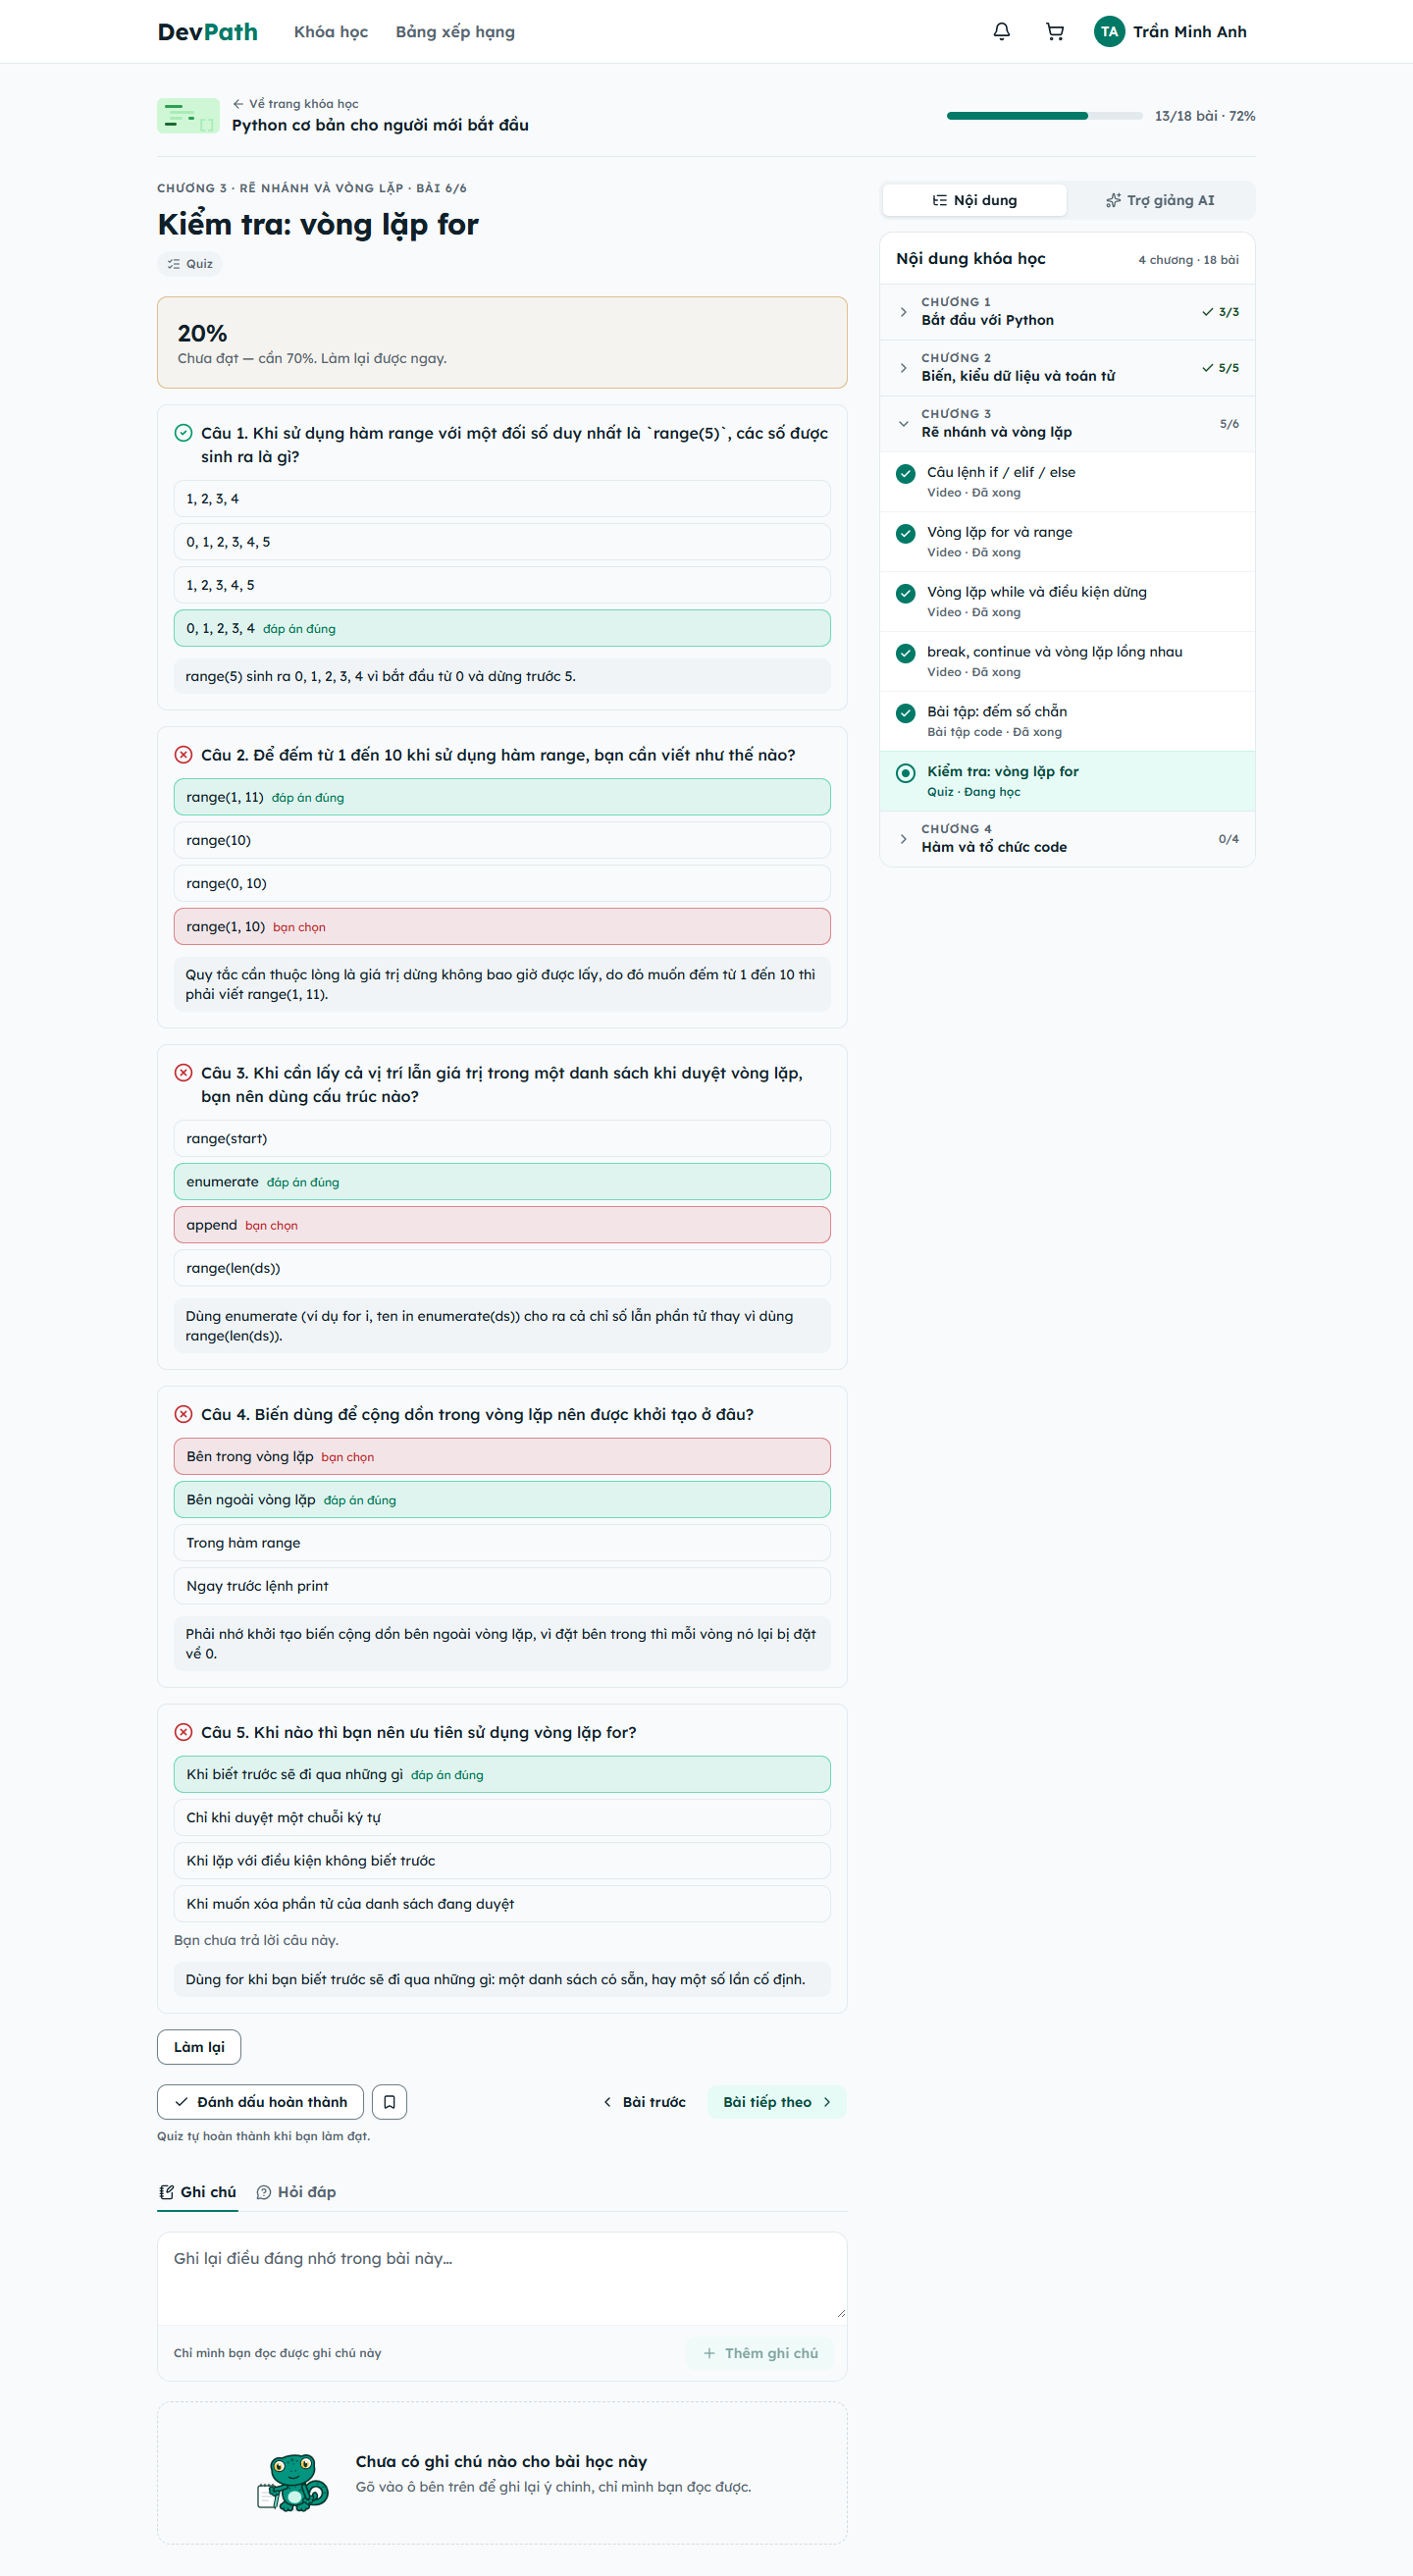 DevPath
Khóa học
Bảng xếp hạng
TA
Trần Minh Anh
← Về trang khóa học
Python cơ bản cho người mới bắt đầu
13/18 bài · 72%
CHƯƠNG 3 · RẼ NHÁNH VÀ VÒNG LẶP · BÀI 6/6
Kiểm tra: vòng lặp for
Quiz
20%
Chưa đạt — cần 70%. Làm lại được ngay.
Câu 1. Khi sử dụng hàm range với một đối số duy nhất là `range(5)`, các số được
sinh ra là gì?
1, 2, 3, 4
0, 1, 2, 3, 4, 5
1, 2, 3, 4, 5
0, 1, 2, 3, 4 đáp án đúng
range(5) sinh ra 0, 1, 2, 3, 4 vì bắt đầu từ 0 và dừng trước 5.
Câu 2. Để đếm từ 1 đến 10 khi sử dụng hàm range, bạn cần viết như thế nào?
range(1, 11) đáp án đúng
range(10)
range(0, 10)
range(1, 10) bạn chọn
Quy tắc cần thuộc lòng là giá trị dừng không bao giờ được lấy, do đó muốn đếm từ 1 đến 10 thì
phải viết range(1, 11).
Câu 3. Khi cần lấy cả vị trí lẫn giá trị trong một danh sách khi duyệt vòng lặp,
bạn nên dùng cấu trúc nào?
range(start)
enumerate đáp án đúng
append bạn chọn
range(len(ds))
Dùng enumerate (ví dụ for i, ten in enumerate(ds)) cho ra cả chỉ số lẫn phần tử thay vì dùng
range(len(ds)).
Câu 4. Biến dùng để cộng dồn trong vòng lặp nên được khởi tạo ở đâu?
Bên trong vòng lặp bạn chọn
Bên ngoài vòng lặp đáp án đúng
Trong hàm range
Ngay trước lệnh print
Phải nhớ khởi tạo biến cộng dồn bên ngoài vòng lặp, vì đặt bên trong thì mỗi vòng nó lại bị đặt
về 0.
Câu 5. Khi nào thì bạn nên ưu tiên sử dụng vòng lặp for?
Khi biết trước sẽ đi qua những gì đáp án đúng
Chỉ khi duyệt một chuỗi ký tự
Khi lặp với điều kiện không biết trước
Khi muốn xóa phần tử của danh sách đang duyệt
Bạn chưa trả lời câu này.
Dùng for khi bạn biết trước sẽ đi qua những gì: một danh sách có sẵn, hay một số lần cố định.
Làm lại
Đánh dấu hoàn thành
Bài trước
Bài tiếp theo
Quiz tự hoàn thành khi bạn làm đạt.
Ghi chú
Hỏi đáp
Ghi lại điều đáng nhớ trong bài này...
Chỉ mình bạn đọc được ghi chú này
+ Thêm ghi chú
Chưa có ghi chú nào cho bài học này
Gõ vào ô bên trên để ghi lại ý chính, chỉ mình bạn đọc được.
Nội dung
Trợ giảng AI
Nội dung khóa học
4 chương · 18 bài
CHƯƠNG 1
Bắt đầu với Python
3/3
CHƯƠNG 2
Biến, kiểu dữ liệu và toán tử
5/5
CHƯƠNG 3
Rẽ nhánh và vòng lặp
5/6
Câu lệnh if / elif / else
Video · Đã xong
Vòng lặp for và range
Video · Đã xong
Vòng lặp while và điều kiện dừng
Video · Đã xong
break, continue và vòng lặp lồng nhau
Video · Đã xong
Bài tập: đếm số chẵn
Bài tập code · Đã xong
Kiểm tra: vòng lặp for
Quiz · Đang học
CHƯƠNG 4
Hàm và tổ chức code
0/4